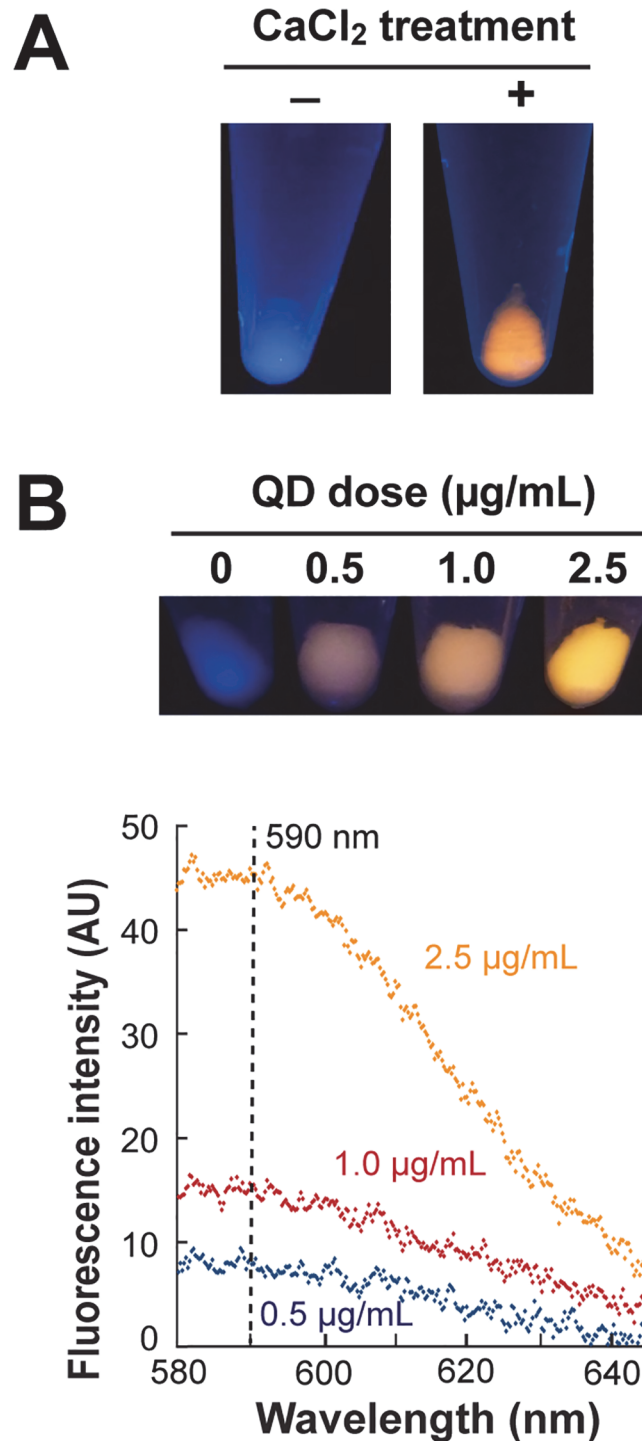 A
CaCl₂ treatment
– +
B
QD dose (µg/mL)
0 0.5 1.0 2.5
50
590 nm
40
2.5 µg/mL
30
20
1.0 µg/mL
10
0.5 µg/mL
0
580 600 620 640
Fluorescence intensity (AU)
Wavelength (nm)